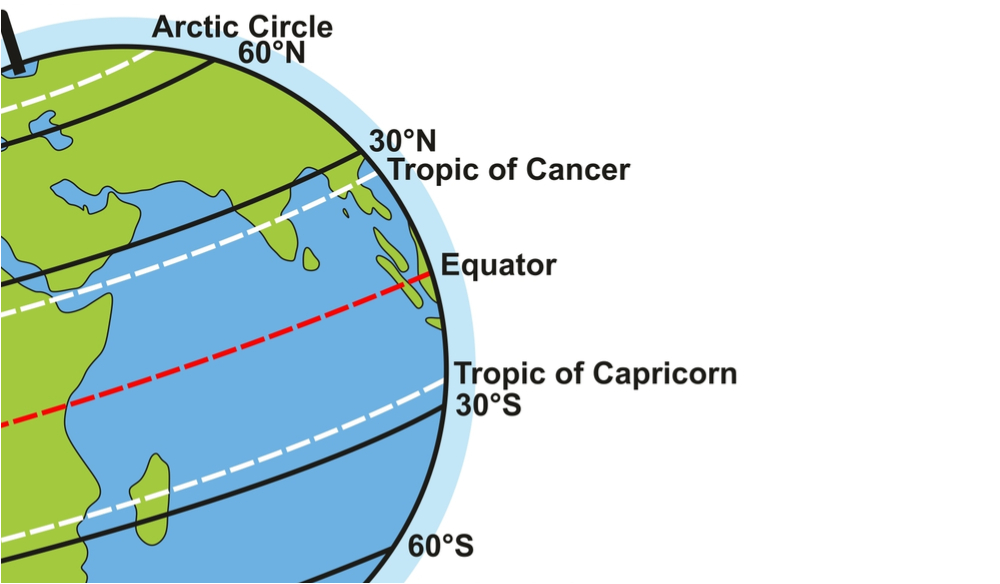 Arctic Circle
60°N
30°N
Tropic of Cancer
Equator
Tropic of Capricorn
30°S
60°S